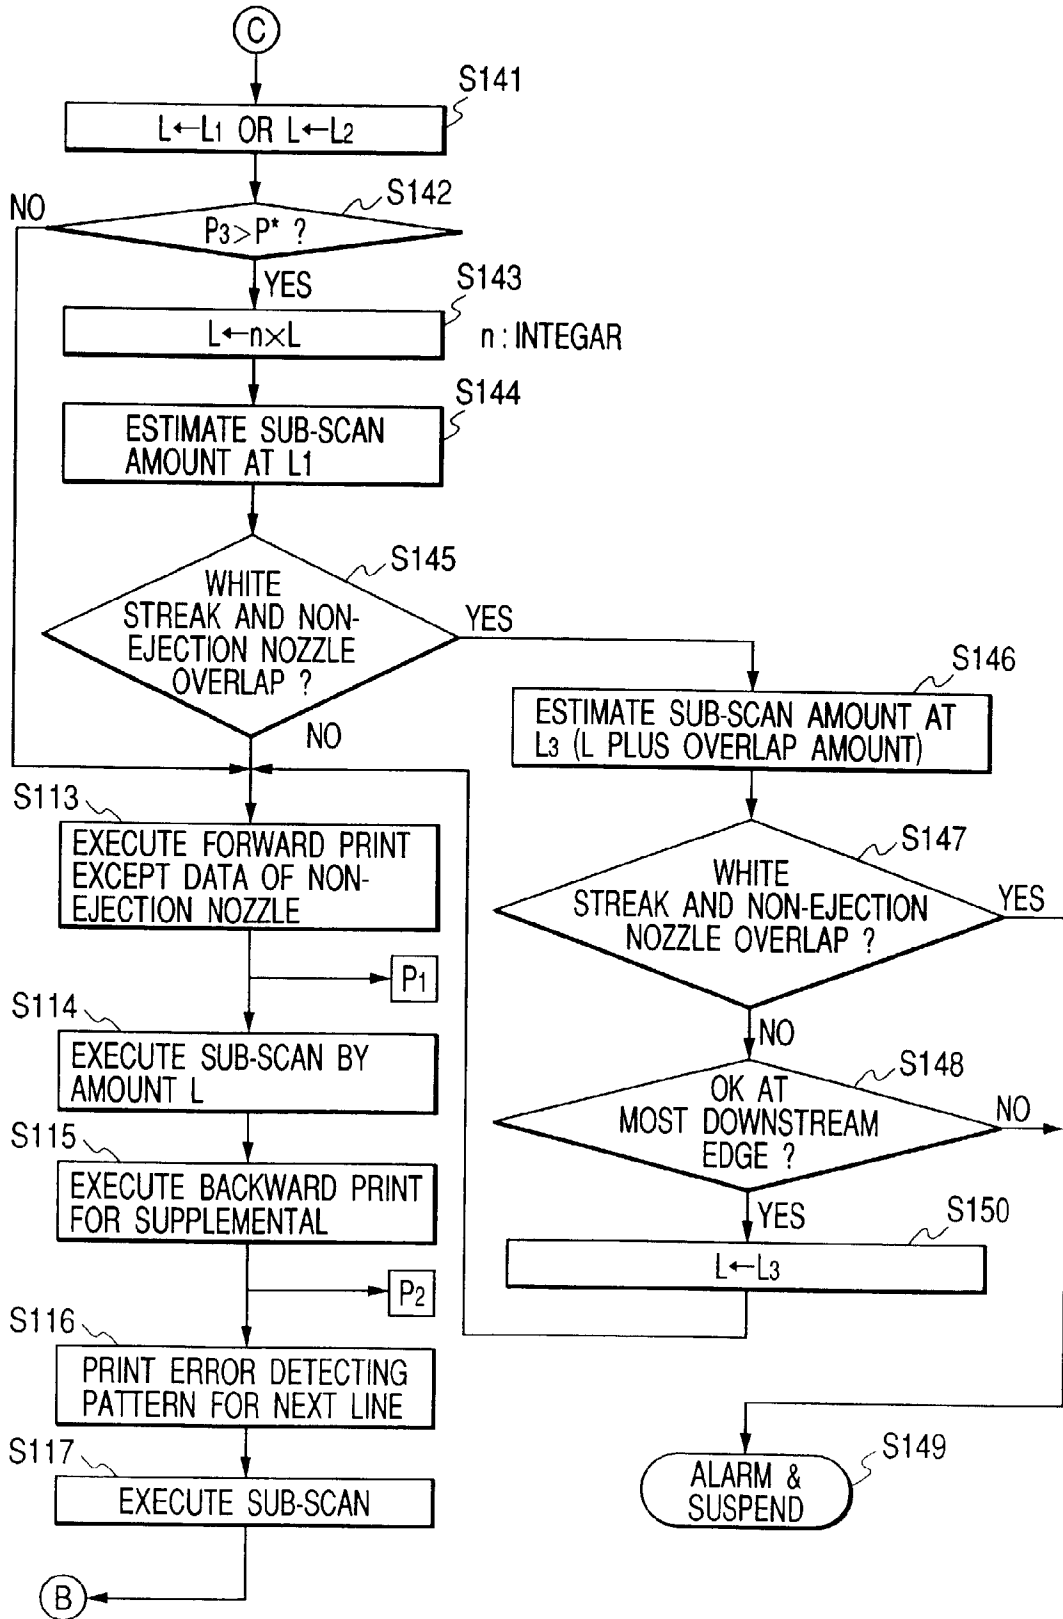 C
S141
L←L1 OR L←L2
S142
NO
P3>P* ?
YES
S143
L←n×L
n : INTEGAR
S144
ESTIMATE SUB-SCAN
AMOUNT AT L1
S145
WHITE
STREAK AND NON-
EJECTION NOZZLE
OVERLAP ?
YES
NO
S146
ESTIMATE SUB-SCAN AMOUNT AT
L3 (L PLUS OVERLAP AMOUNT)
S147
WHITE
STREAK AND NON-EJECTION
NOZZLE OVERLAP ?
YES
NO
S148
OK AT
MOST DOWNSTREAM
EDGE ?
NO
YES
S150
L←L3
S149
ALARM &
SUSPEND
S113
EXECUTE FORWARD PRINT
EXCEPT DATA OF NON-
EJECTION NOZZLE
P1
S114
EXECUTE SUB-SCAN BY
AMOUNT L
S115
EXECUTE BACKWARD PRINT
FOR SUPPLEMENTAL
P2
S116
PRINT ERROR DETECTING
PATTERN FOR NEXT LINE
S117
EXECUTE SUB-SCAN
B